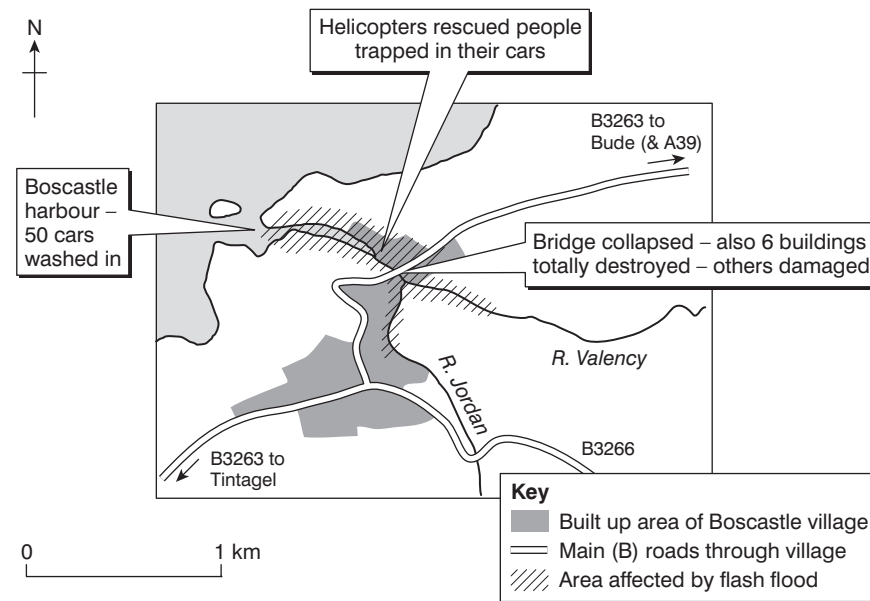 N
Helicopters rescued people
trapped in their cars
B3263 to
Bude (& A39)
Boscastle
harbour –
50 cars
washed in
Bridge collapsed – also 6 buildings
totally destroyed – others damaged
R. Valency
R. Jordan
B3266
B3263 to
Tintagel
Key
Built up area of Boscastle village
Main (B) roads through village
Area affected by flash flood
0 1 km